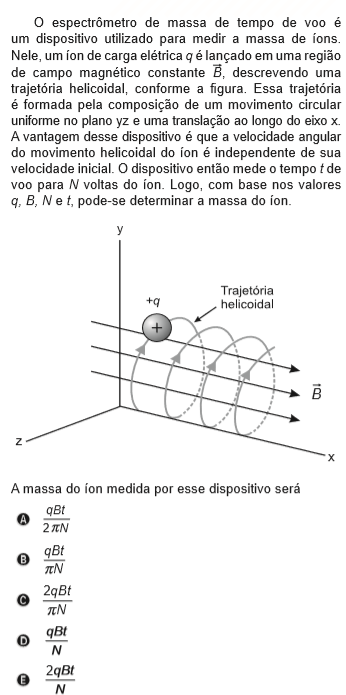 O espectrômetro de massa de tempo de voo é
um dispositivo utilizado para medir a massa de íons.
Nele, um íon de carga elétrica q é lançado em uma região
de campo magnético constante B⃗, descrevendo uma
trajetória helicoidal, conforme a figura. Essa trajetória
é formada pela composição de um movimento circular
uniforme no plano yz e uma translação ao longo do eixo x.
A vantagem desse dispositivo é que a velocidade angular
do movimento helicoidal do íon é independente de sua
velocidade inicial. O dispositivo então mede o tempo t de
voo para N voltas do íon. Logo, com base nos valores
q, B, N e t, pode-se determinar a massa do íon.
y
+q
Trajetória
helicoidal
+
B⃗
z
x
A massa do íon medida por esse dispositivo será
A qBt/2πN
B qBt/πN
C 2qBt/πN
D qBt/N
E 2qBt/N